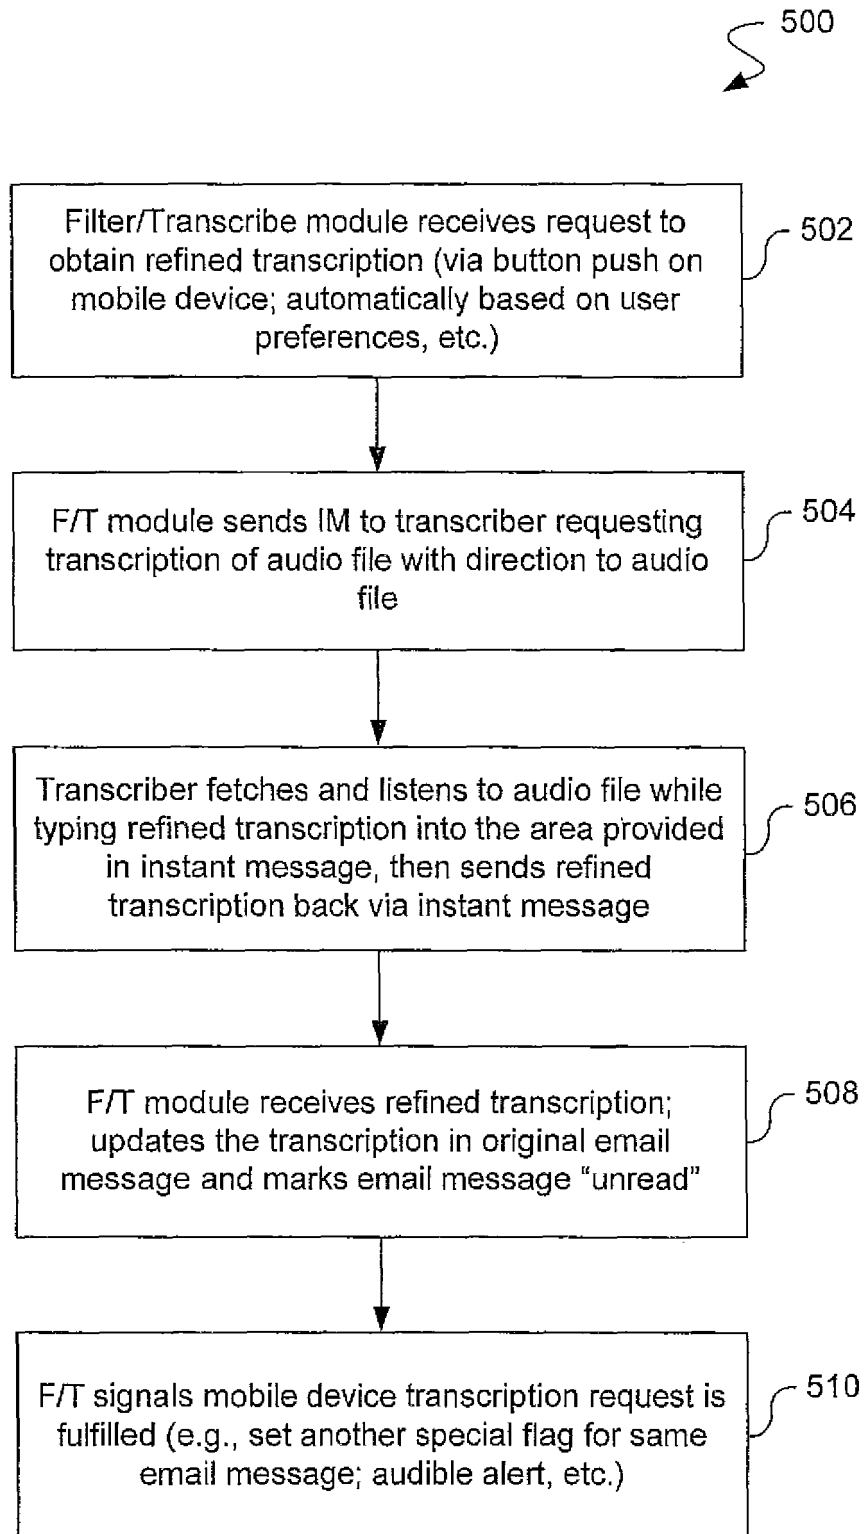 500
Filter/Transcribe module receives request to
obtain refined transcription (via button push on
mobile device; automatically based on user
preferences, etc.)
502
F/T module sends IM to transcriber requesting
transcription of audio file with direction to audio
file
504
Transcriber fetches and listens to audio file while
typing refined transcription into the area provided
in instant message, then sends refined
transcription back via instant message
506
F/T module receives refined transcription;
updates the transcription in original email
message and marks email message “unread”
508
F/T signals mobile device transcription request is
fulfilled (e.g., set another special flag for same
email message; audible alert, etc.)
510